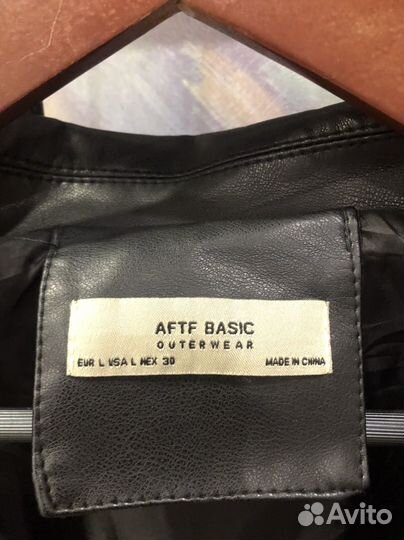 AFTF BASIC
OUTERWEAR
EUR L USA L MEX 30 MADE IN CHINA
Avito